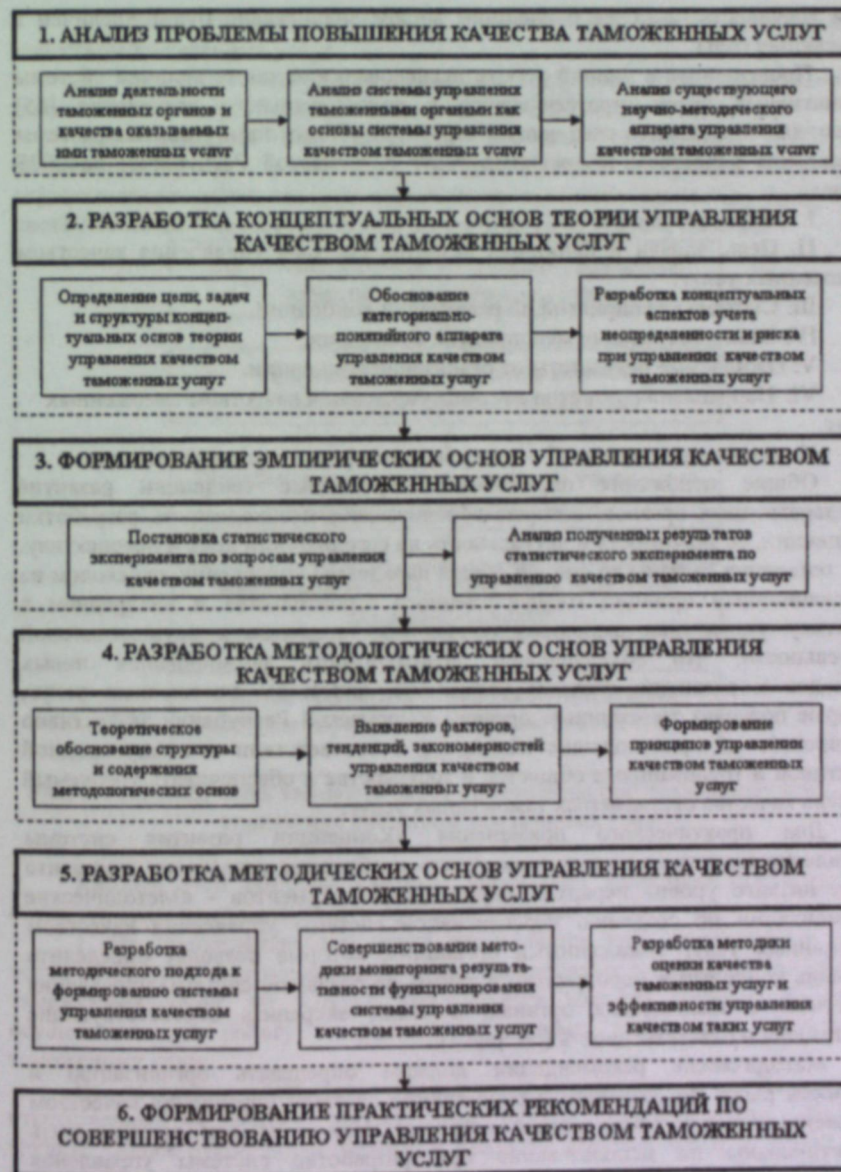 1. АНАЛИЗ ПРОБЛЕМЫ ПОВЫШЕНИЯ КАЧЕСТВА ТАМОЖЕННЫХ УСЛУГ
Анализ деятельности
таможенных органов и
качества оказываемых
ими таможенных услуг
Анализ системы управления
таможенными органами как
основы системы управления
качеством таможенных услуг
Анализ существующего
научно-методического
аппарата управления
качеством таможенных услуг
2. РАЗРАБОТКА КОНЦЕПТУАЛЬНЫХ ОСНОВ ТЕОРИИ УПРАВЛЕНИЯ
КАЧЕСТВОМ ТАМОЖЕННЫХ УСЛУГ
Определение цели, задач
и структуры концеп-
туальных основ теории
управления качеством
таможенных услуг
Обоснование
категориально-
понятийного аппарата
управления качеством
таможенных услуг
Разработка концептуальных
аспектов учета
неопределенности и риска
при управлении качеством
таможенных услуг
3. ФОРМИРОВАНИЕ ЭМПИРИЧЕСКИХ ОСНОВ УПРАВЛЕНИЯ КАЧЕСТВОМ
ТАМОЖЕННЫХ УСЛУГ
Постановка статистического
эксперимента по вопросам управления
качеством таможенных услуг
Анализ полученных результатов
статистического эксперимента по
управлению качеством таможенных услуг
4. РАЗРАБОТКА МЕТОДОЛОГИЧЕСКИХ ОСНОВ УПРАВЛЕНИЯ
КАЧЕСТВОМ ТАМОЖЕННЫХ УСЛУГ
Теоретическое
обоснование структуры
и содержания
методологических основ
Выявление факторов,
тенденций, закономерностей
управления качеством
таможенных услуг
Формирование
принципов управления
качеством таможенных
услуг
5. РАЗРАБОТКА МЕТОДИЧЕСКИХ ОСНОВ УПРАВЛЕНИЯ КАЧЕСТВОМ
ТАМОЖЕННЫХ УСЛУГ
Разработка
методического подхода к
формированию системы
управления качеством
таможенных услуг
Совершенствование мето-
дики мониторинга результа-
тивности функционирования
системы управления
качеством таможенных услуг
Разработка методики
оценки качества
таможенных услуг и
эффективности управления
качеством таких услуг
6. ФОРМИРОВАНИЕ ПРАКТИЧЕСКИХ РЕКОМЕНДАЦИЙ ПО
СОВЕРШЕНСТВОВАНИЮ УПРАВЛЕНИЯ КАЧЕСТВОМ ТАМОЖЕННЫХ
УСЛУГ